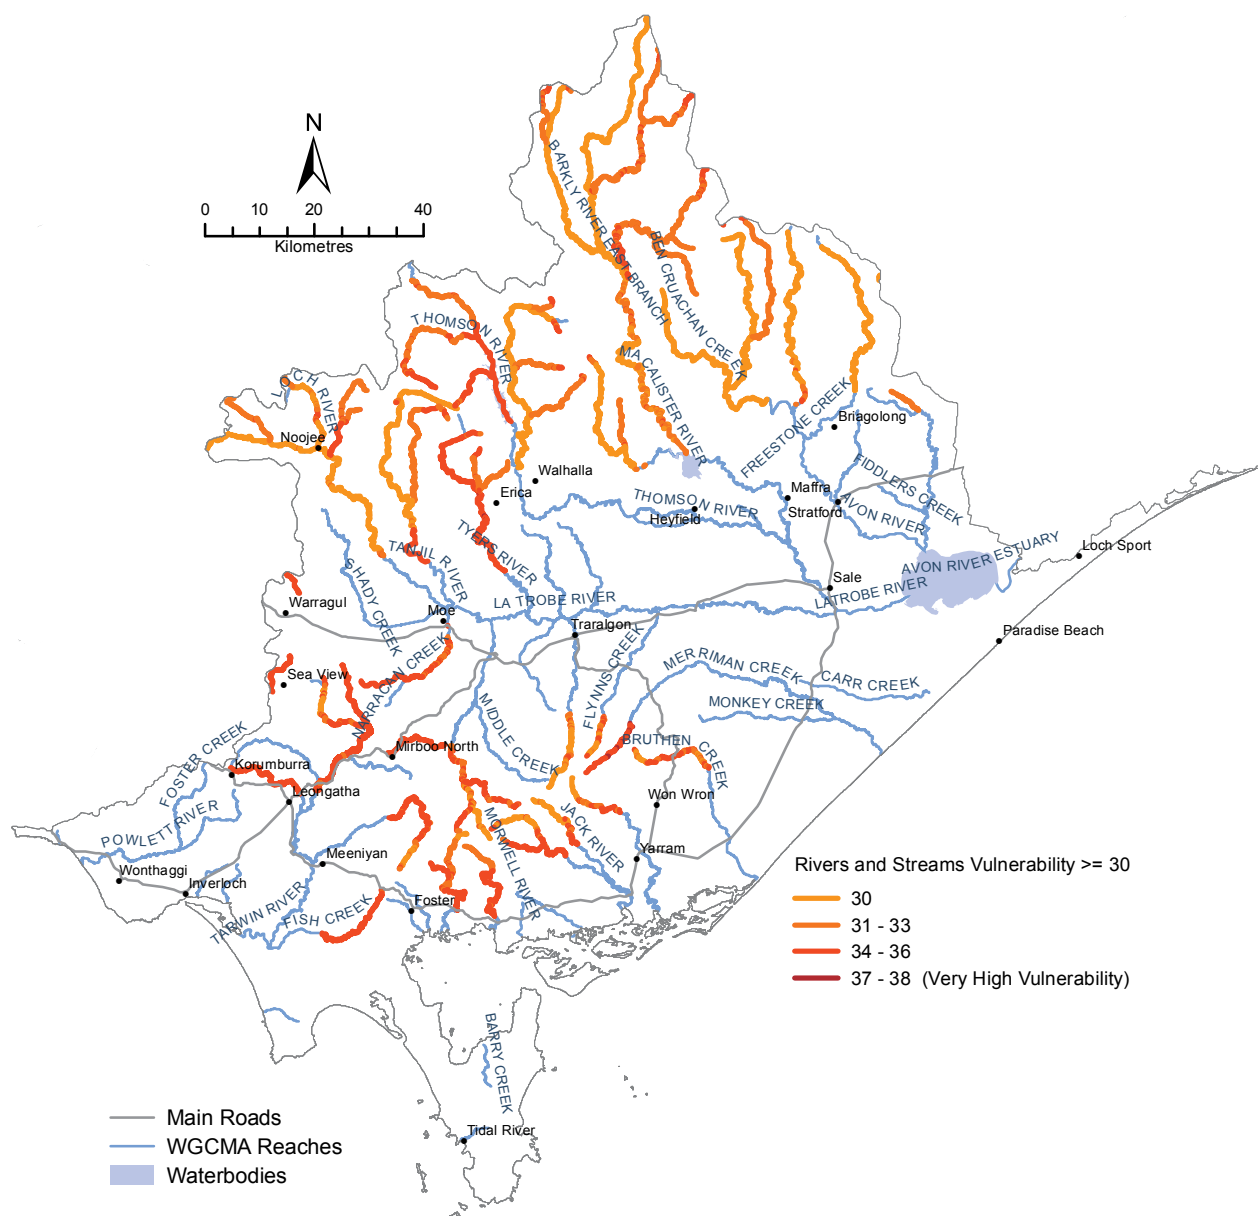 N
0 10 20 40
Kilometres
BARKLY RIVER EAST BRANCH
BEN CRUACHAN CREEK
THOMSON RIVER
MACALISTER RIVER
LOCH RIVER
Noojee
FREESTONE CREEK
Briagolong
Walhalla
Erica
FIDDLERS CREEK
Maffra
Stratford
AVON RIVER
THOMSON RIVER
Heyfield
TYERS RIVER
TANJIL RIVER
SHADY CREEK
AVON RIVER ESTUARY
Loch Sport
Sale
LATROBE RIVER
LA TROBE RIVER
Warragul
Moe
Traralgon
Paradise Beach
FLYNNS CREEK
NARRACAN CREEK
Sea View
MERRIMAN CREEK
CARR CREEK
MONKEY CREEK
MIDDLE CREEK
BRUTHEN CREEK
Mirboo North
FOSTER CREEK
Korumburra
Leongatha
Won Wron
POWLETT RIVER
JACK RIVER
MORWELL RIVER
Yarram
Meeniyan
Wonthaggi
Inverloch
TARWIN RIVER
FISH CREEK
Foster
Rivers and Streams Vulnerability >= 30
30
31 - 33
34 - 36
37 - 38 (Very High Vulnerability)
BARRY CREEK
Tidal River
Main Roads
WGCMA Reaches
Waterbodies